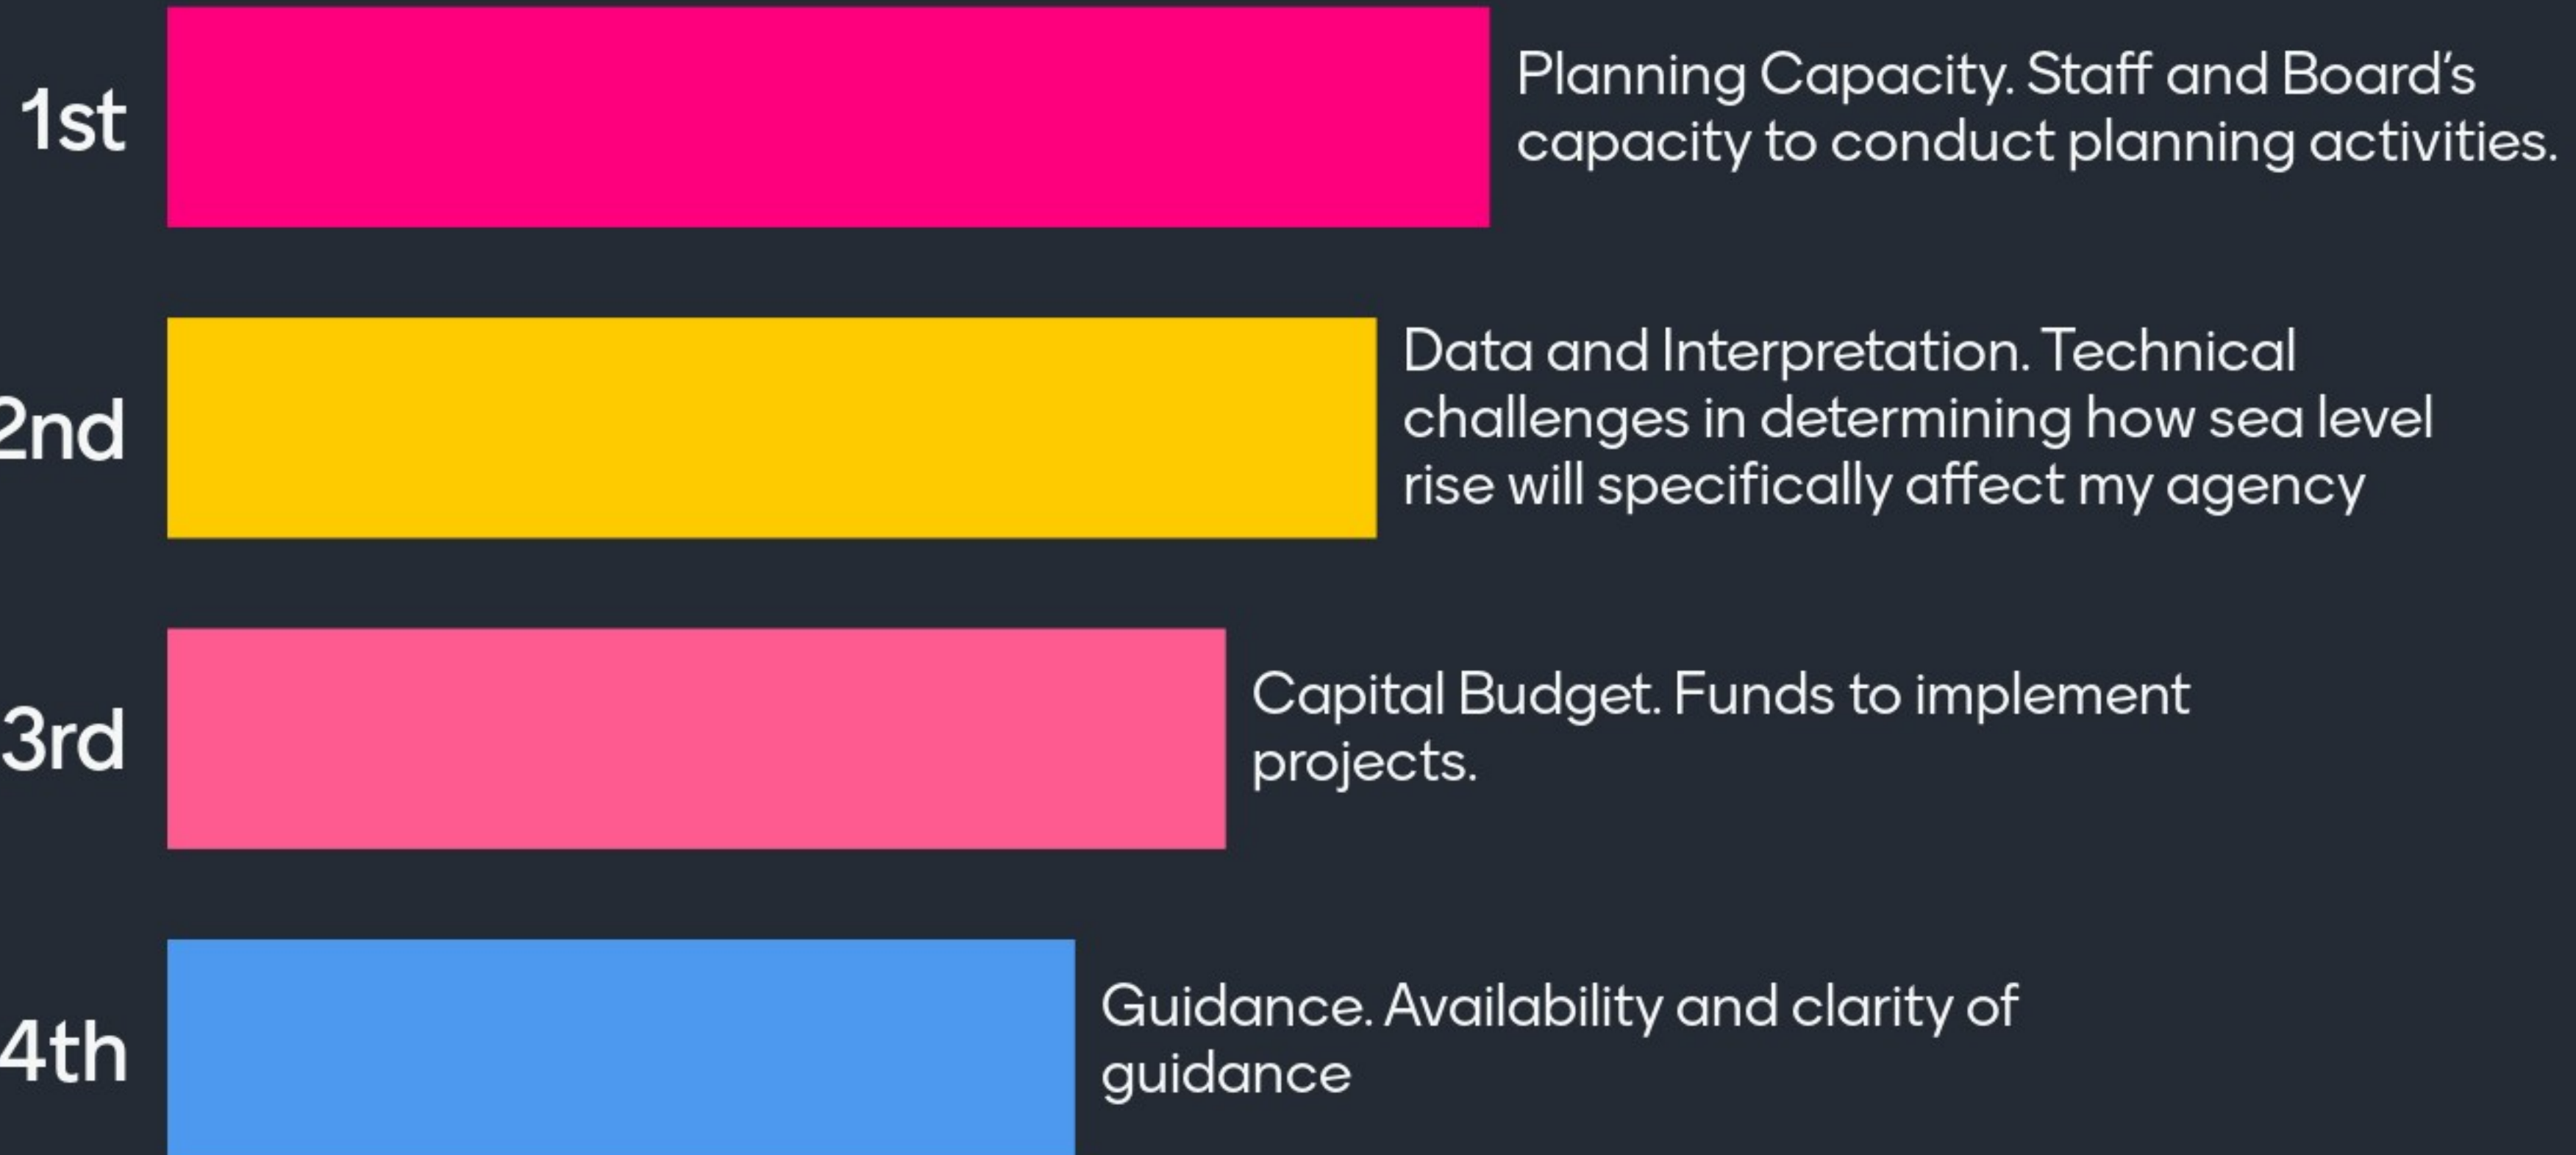 1st
Planning Capacity. Staff and Board’s
capacity to conduct planning activities.
2nd
Data and Interpretation. Technical
challenges in determining how sea level
rise will specifically affect my agency
3rd
Capital Budget. Funds to implement
projects.
4th
Guidance. Availability and clarity of
guidance